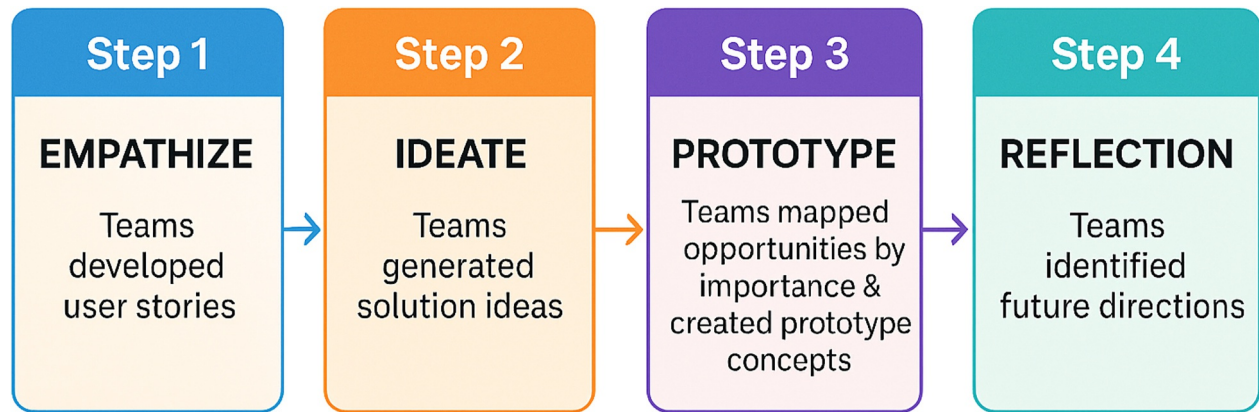 Step 1
EMPATHIZE
Teams
developed
user stories
Step 2
IDEATE
Teams
generated
solution ideas
Step 3
PROTOTYPE
Teams mapped
opportunities by
importance &
created prototype
concepts
Step 4
REFLECTION
Teams
identified
future directions